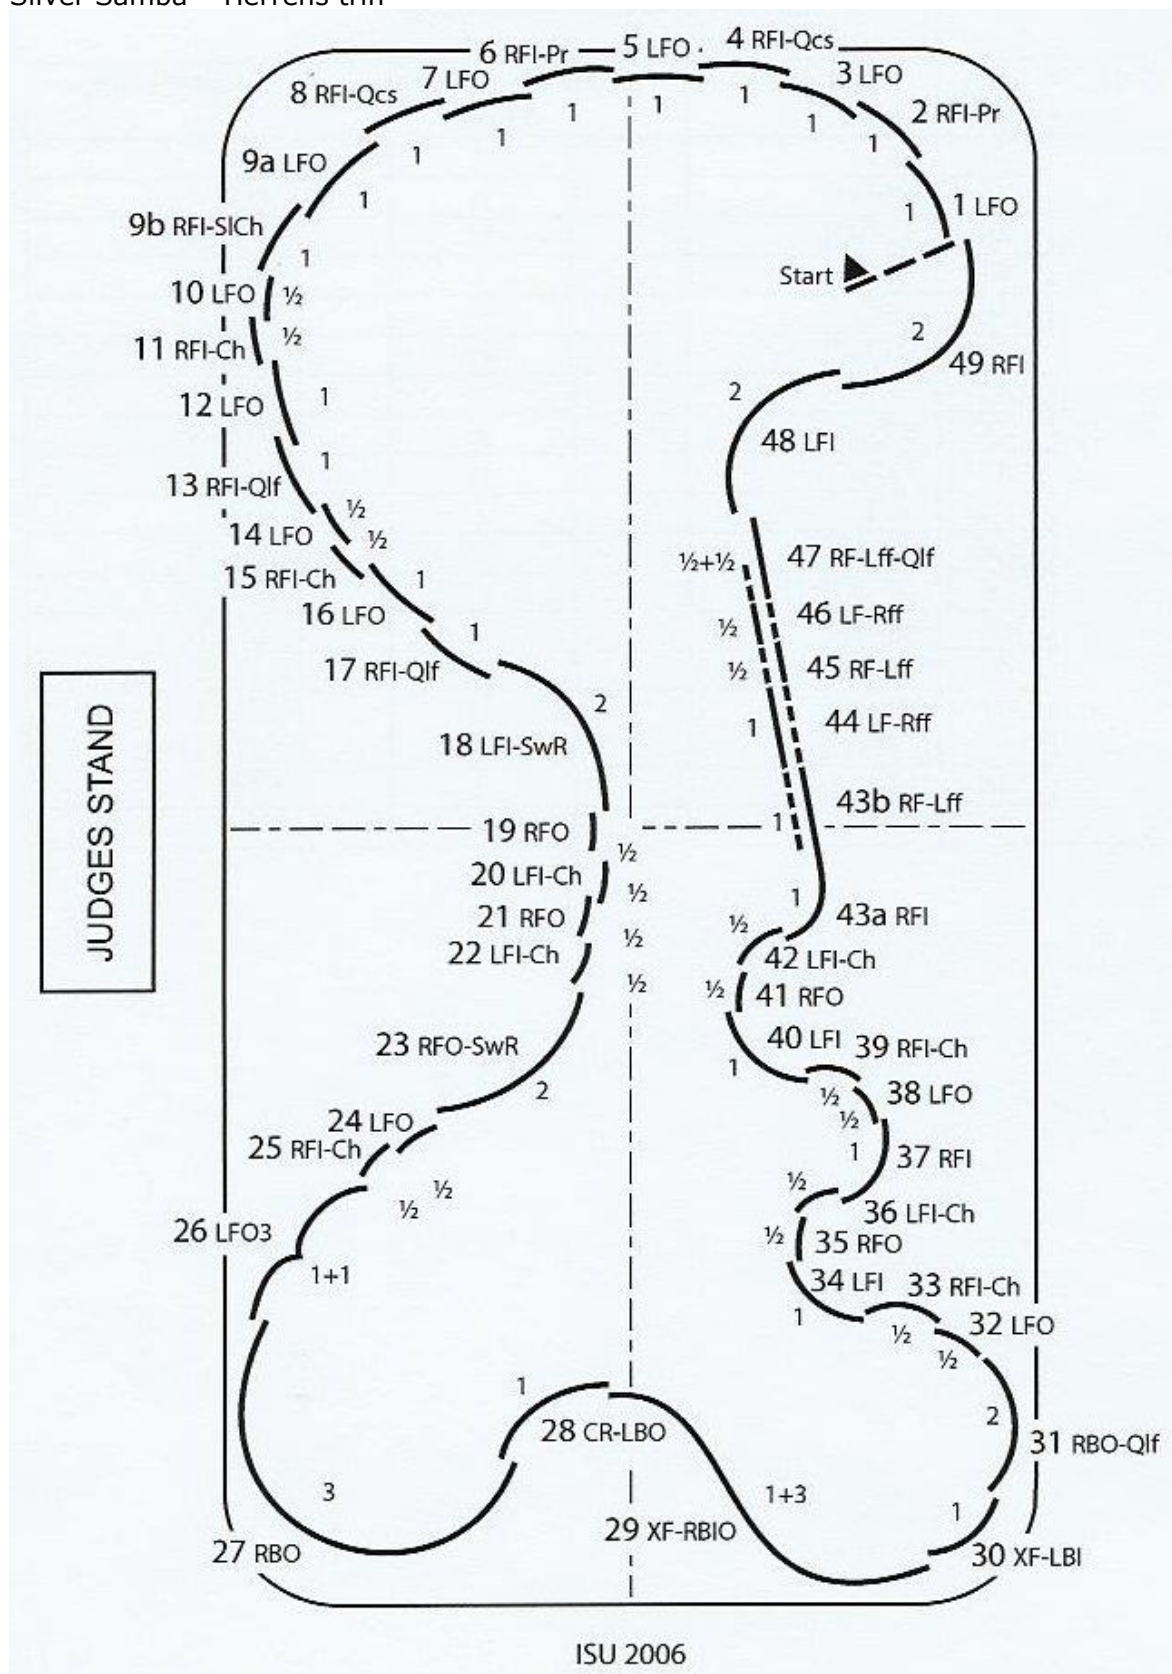 Silver Samba – Herrens trin
6 RFI-Pr
5 LFO
4 RFI-Qcs
8 RFI-Qcs
7 LFO
3 LFO
2 RFI-Pr
1
1
1
1
1
1
1
9a LFO
1
1 LFO
1
9b RFI-SlCh
1
Start
10 LFO
½
11 RFI-Ch
½
2
49 RFI
12 LFO
1
2
48 LFI
13 RFI-Qlf
1
14 LFO
½
15 RFI-Ch
½
½+½
47 RF-Lff-Qlf
16 LFO
1
½
46 LF-Rff
17 RFI-Qlf
1
½
45 RF-Lff
18 LFI-SwR
2
1
44 LF-Rff
JUDGES STAND
43b RF-Lff
1
19 RFO
½
20 LFI-Ch
½
1
43a RFI
21 RFO
½
½
22 LFI-Ch
½
42 LFI-Ch
½
41 RFO
23 RFO-SwR
2
40 LFI
39 RFI-Ch
1
½
38 LFO
24 LFO
½
25 RFI-Ch
½
1
37 RFI
½
½
36 LFI-Ch
26 LFO3
1+1
½
35 RFO
34 LFI
33 RFI-Ch
1
½
32 LFO
½
1
28 CR-LBO
2
31 RBO-Qlf
3
1+3
27 RBO
29 XF-RBIO
1
30 XF-LBI
ISU 2006